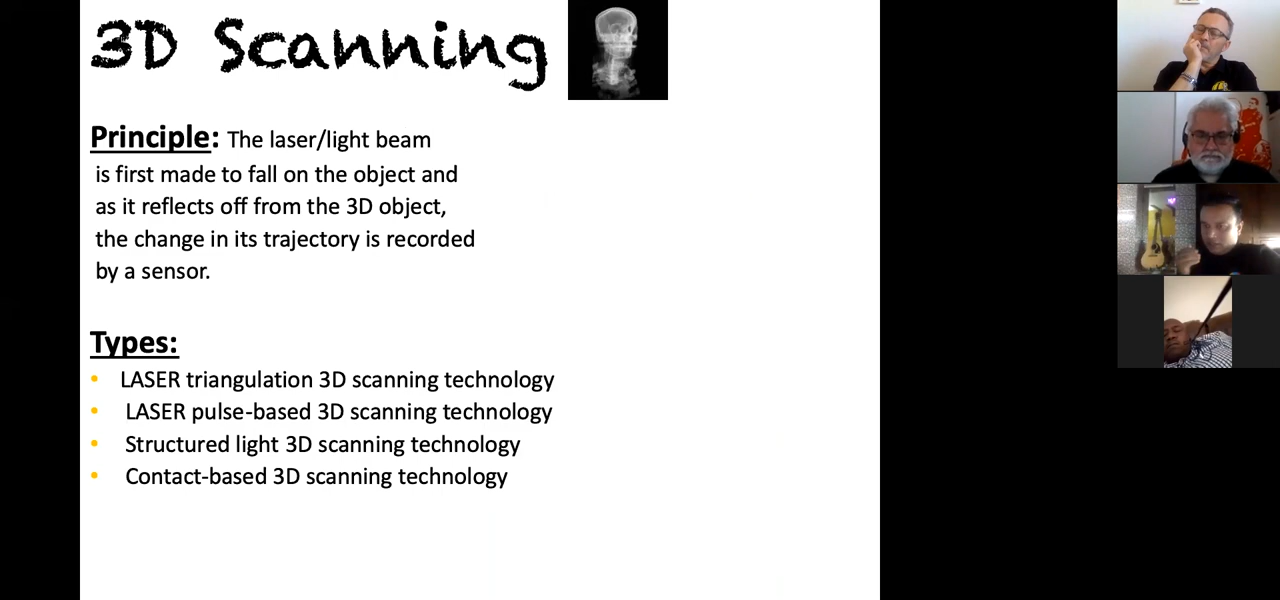 3D Scanning
Principle: The laser/light beam
is first made to fall on the object and
as it reflects off from the 3D object,
the change in its trajectory is recorded
by a sensor.
Types:
• LASER triangulation 3D scanning technology
• LASER pulse-based 3D scanning technology
• Structured light 3D scanning technology
• Contact-based 3D scanning technology